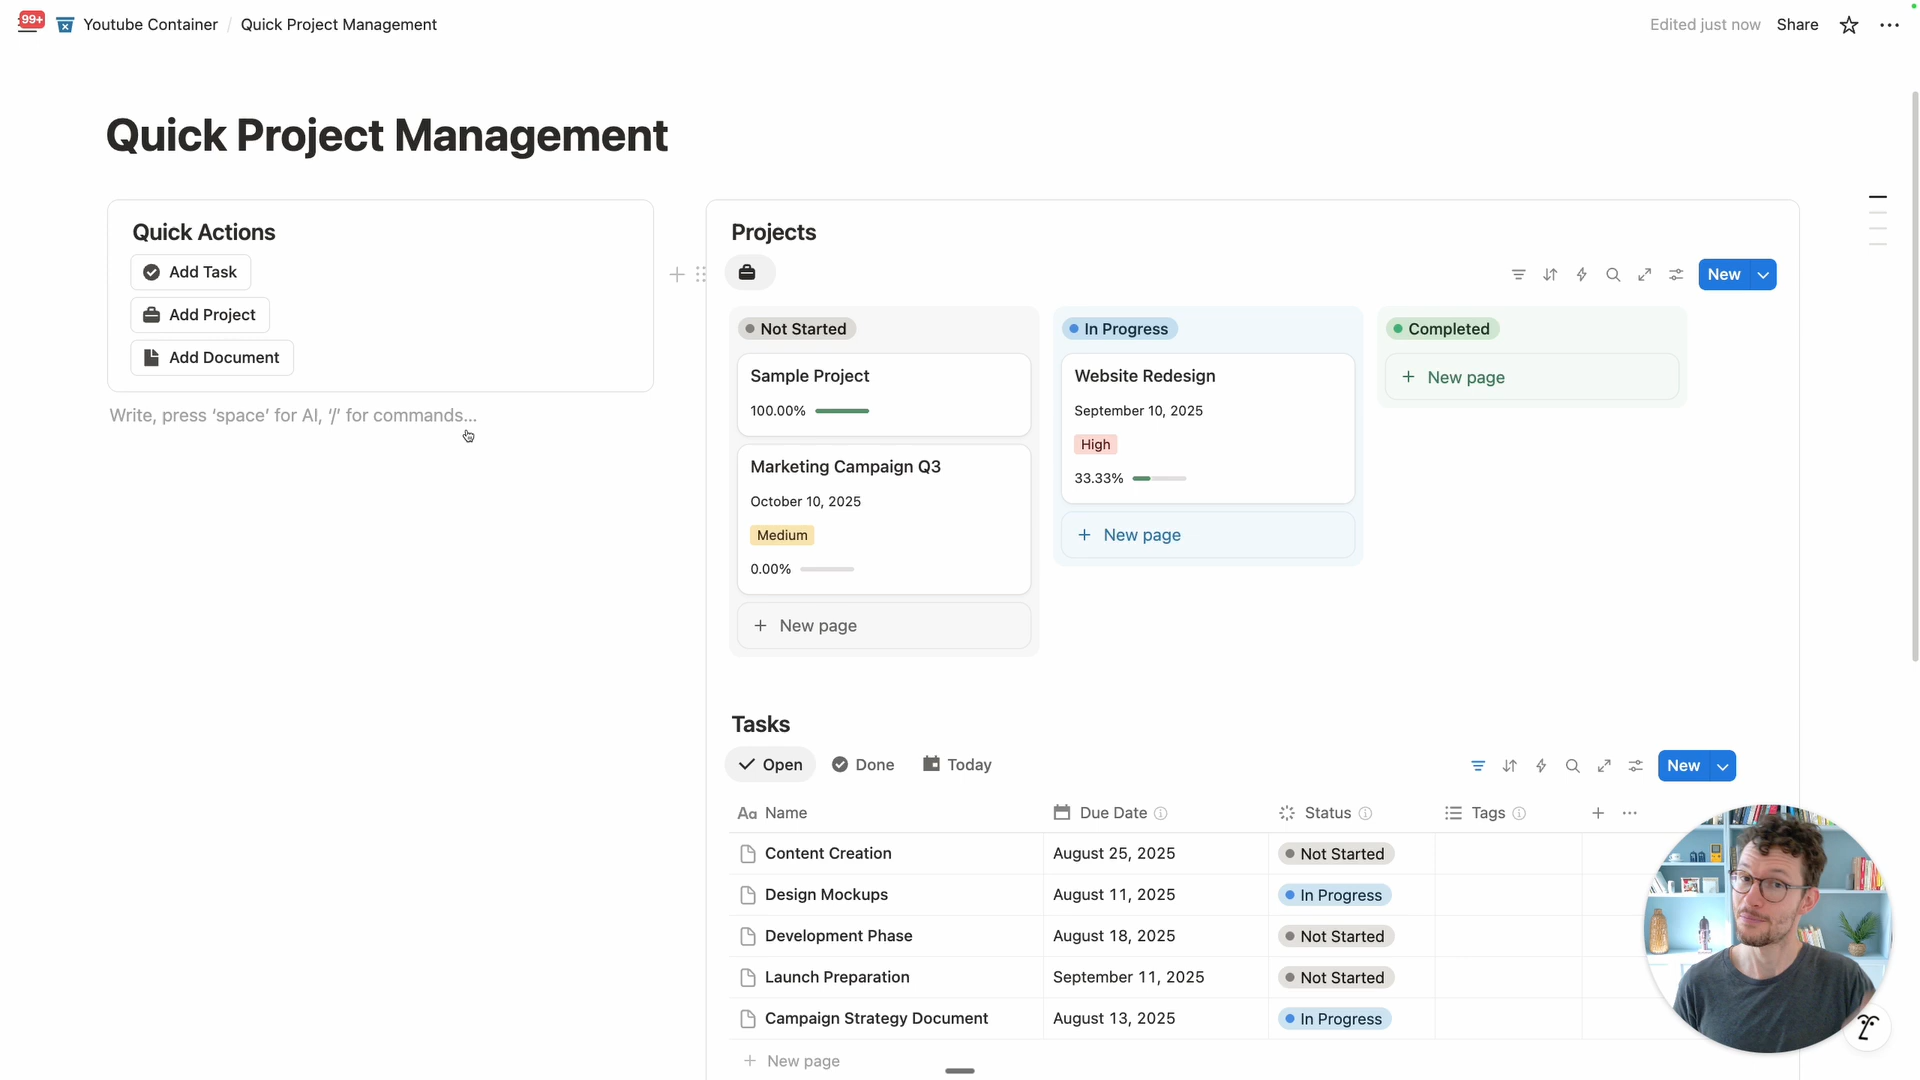 99+
Youtube Container / Quick Project Management
Edited just now
Share
Quick Project Management
Quick Actions
Add Task
Add Project
Add Document
Write, press ‘space’ for AI, ‘/’ for commands...
Projects
New
Not Started
Sample Project
100.00%
Marketing Campaign Q3
October 10, 2025
Medium
0.00%
+ New page
In Progress
Website Redesign
September 10, 2025
High
33.33%
+ New page
Completed
+ New page
Tasks
Open
Done
Today
New
Aa Name Due Date Status Tags
Content Creation August 25, 2025 Not Started
Design Mockups August 11, 2025 In Progress
Development Phase August 18, 2025 Not Started
Launch Preparation September 11, 2025 Not Started
Campaign Strategy Document August 13, 2025 In Progress
+ New page